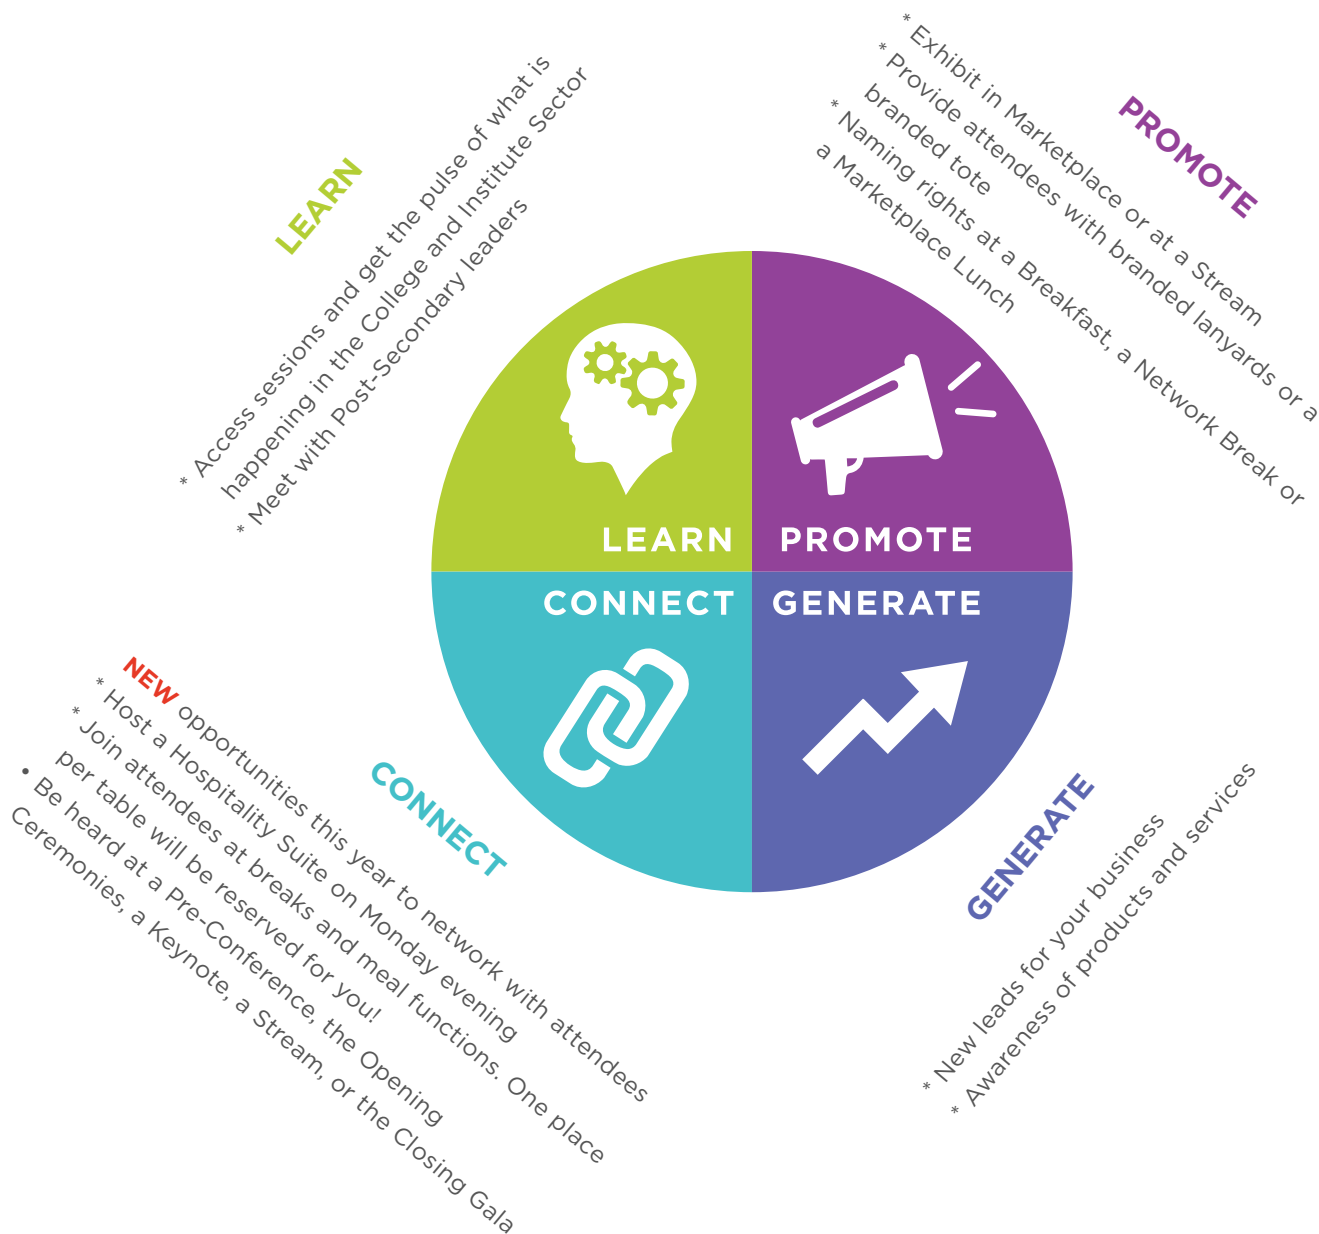 LEARN
* Access sessions and get the pulse of what is
happening in the College and Institute Sector
* Meet with Post-Secondary leaders
PROMOTE
* Exhibit in Marketplace or at a Stream
* Provide attendees with branded lanyards or a
branded tote
* Naming rights at a Breakfast, a Network Break or
a Marketplace Lunch
LEARN
PROMOTE
CONNECT
GENERATE
CONNECT
NEW opportunities this year to network with attendees
* Host a Hospitality Suite on Monday evening
* Join attendees at breaks and meal functions. One place
per table will be reserved for you!
• Be heard at a Pre-Conference, the Opening
Ceremonies, a Keynote, a Stream, or the Closing Gala
GENERATE
* New leads for your business
* Awareness of products and services